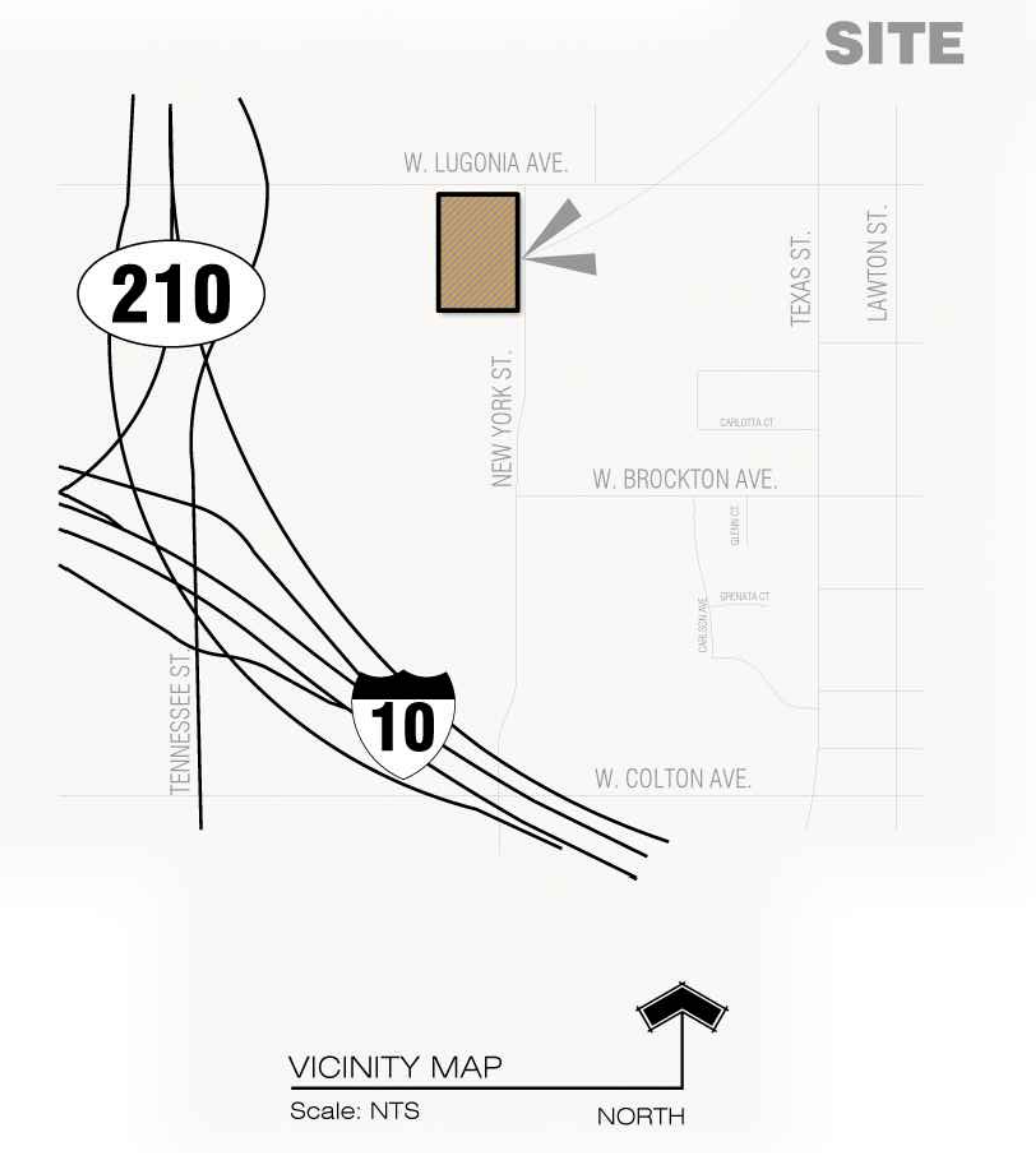 SITE
W. LUGONIA AVE.
TEXAS ST.
LAWTON ST.
210
NEW YORK ST.
CARLOTTA CT
W. BROCKTON AVE.
GLENN CT.
GRENATA CT
CARLSON AVE
TENNESSEE ST.
10
W. COLTON AVE.
VICINITY MAP
Scale: NTS
NORTH